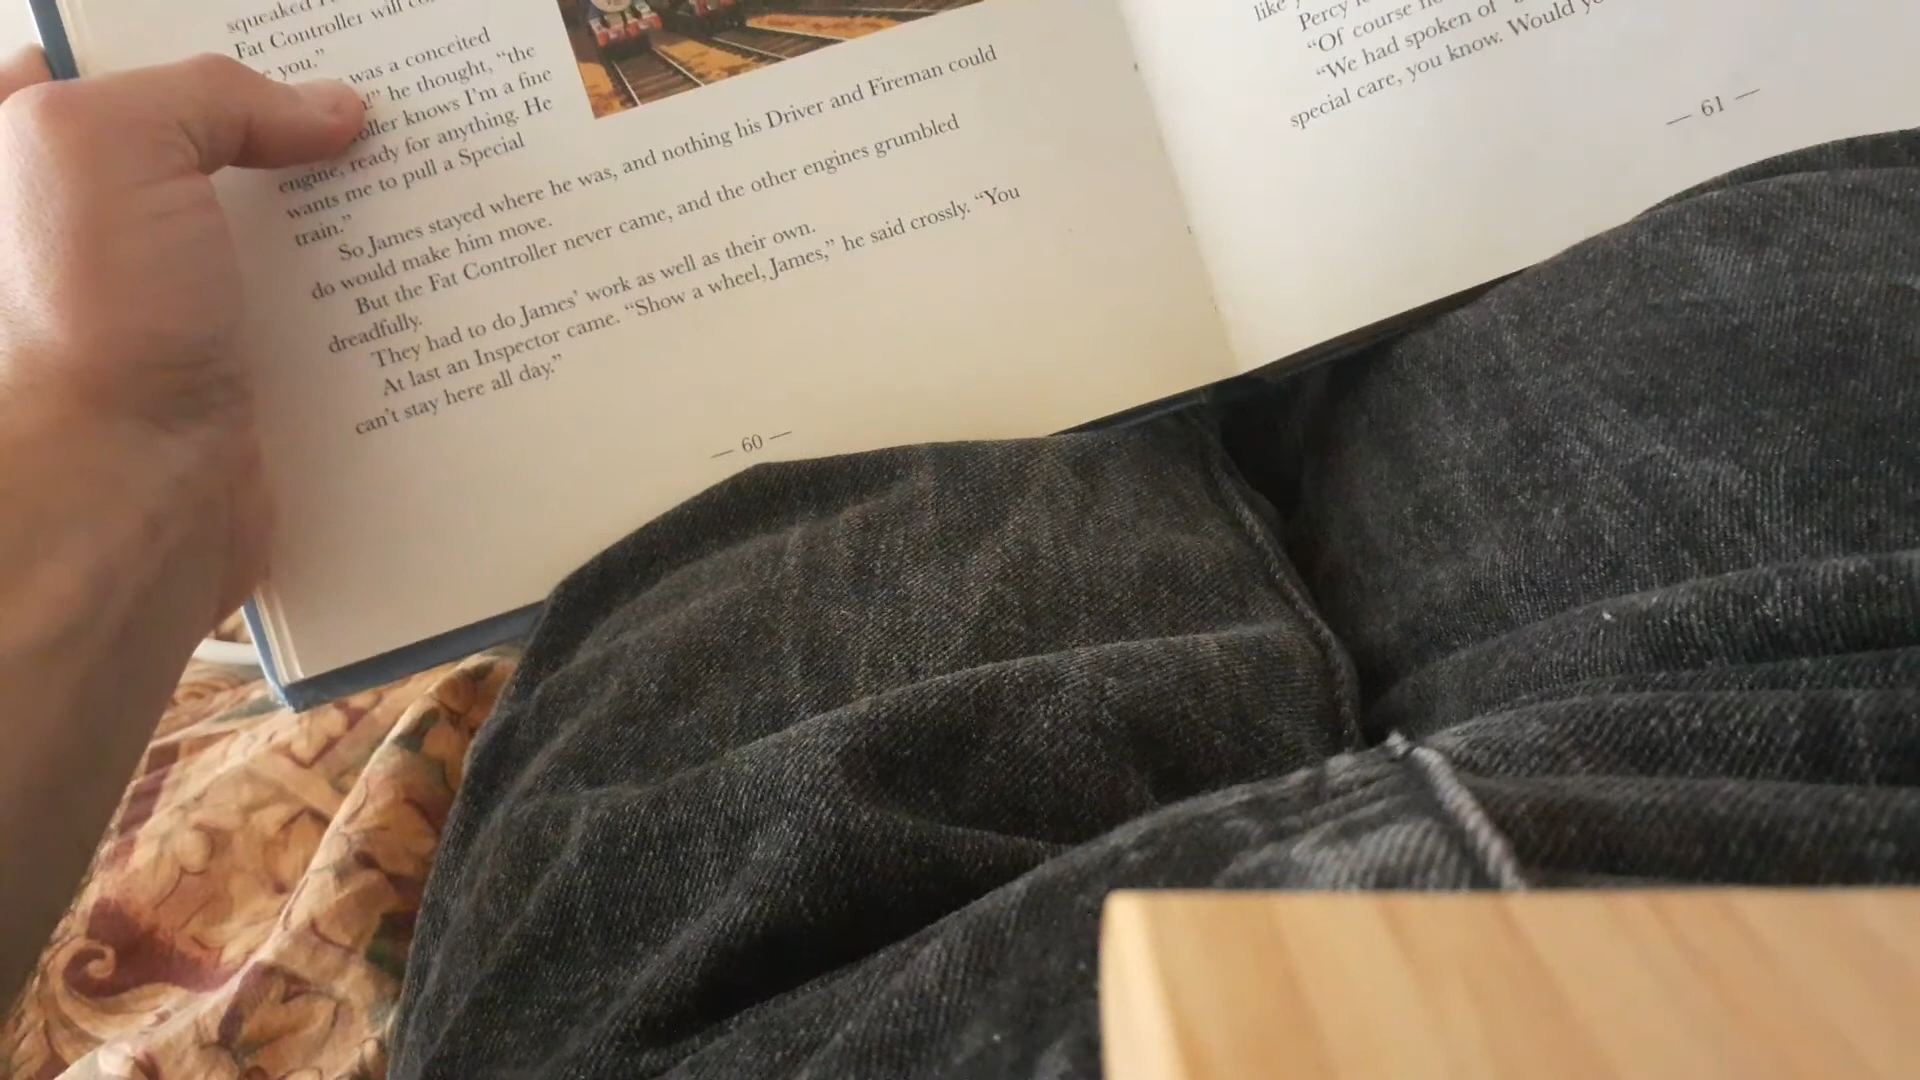 squeaked
Fat Controller will
you.”
was a conceited
he thought, “the
knows I’m a fine
engine, ready for anything. He
wants me to pull a Special
train.”
So James stayed where he was, and nothing his Driver and Fireman could
do would make him move.
But the Fat Controller never came, and the other engines grumbled
dreadfully.
They had to do James’ work as well as their own.
At last an Inspector came. “Show a wheel, James,” he said crossly. “You
can’t stay here all day.”
— 60 —
like
Percy
“Of course
“We had spoken of
special care, you know. Would
— 61 —